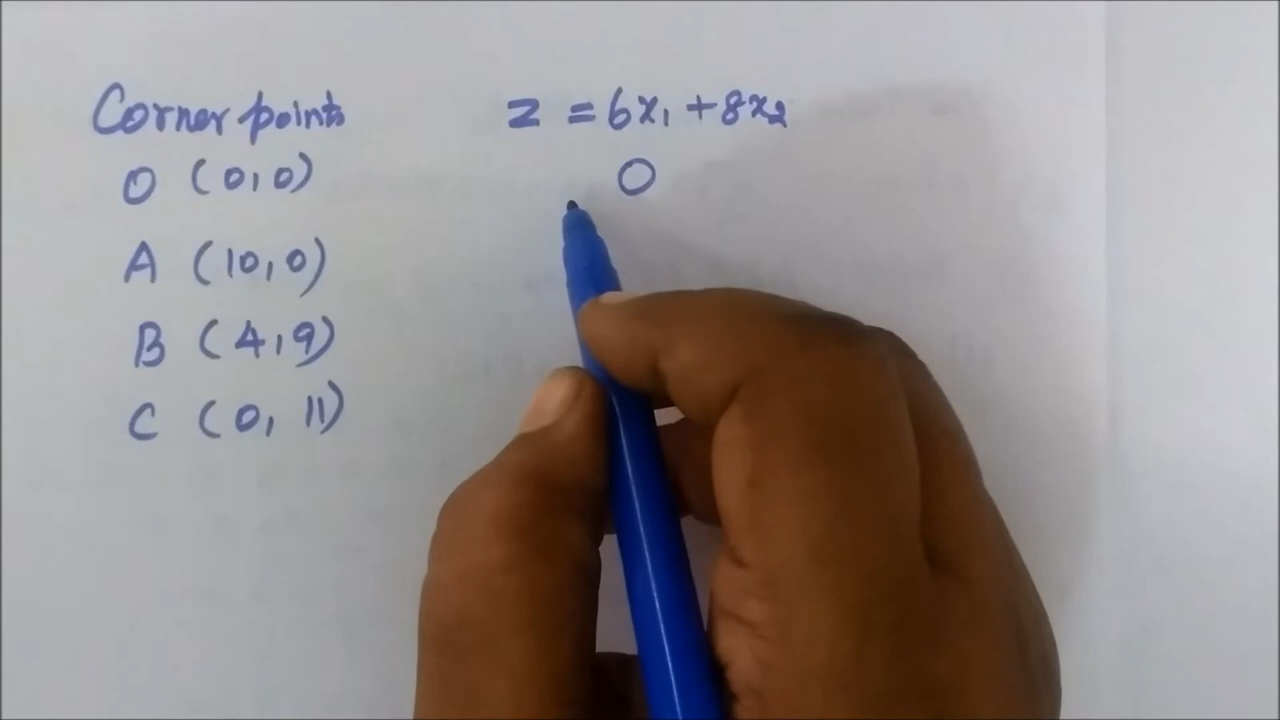 Corner points z = 6x₁ + 8x₂
O (0,0) 0
A (10,0)
B (4,9)
C (0, 11)